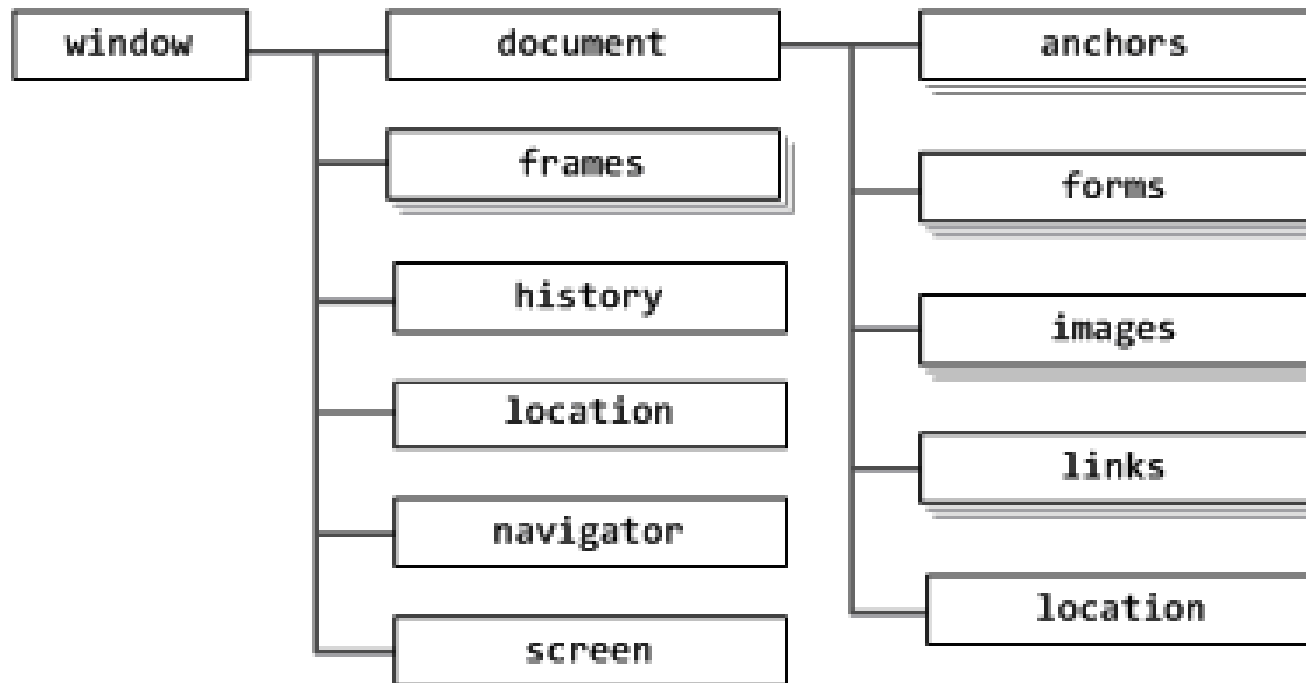 window
document
anchors
frames
forms
history
images
location
links
navigator
location
screen